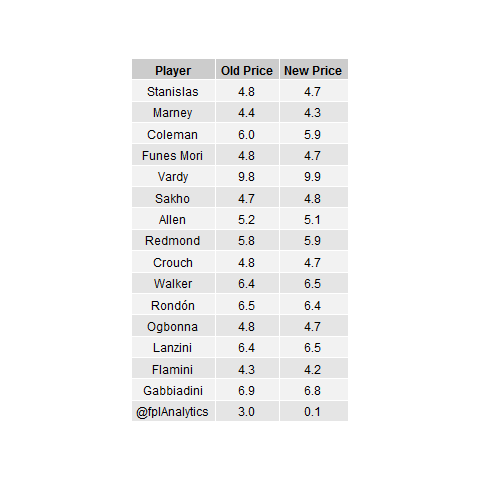 Player Old Price New Price
Stanislas 4.8 4.7
Marney 4.4 4.3
Coleman 6.0 5.9
Funes Mori 4.8 4.7
Vardy 9.8 9.9
Sakho 4.7 4.8
Allen 5.2 5.1
Redmond 5.8 5.9
Crouch 4.8 4.7
Walker 6.4 6.5
Rondón 6.5 6.4
Ogbonna 4.8 4.7
Lanzini 6.4 6.5
Flamini 4.3 4.2
Gabbiadini 6.9 6.8
@fplAnalytics 3.0 0.1